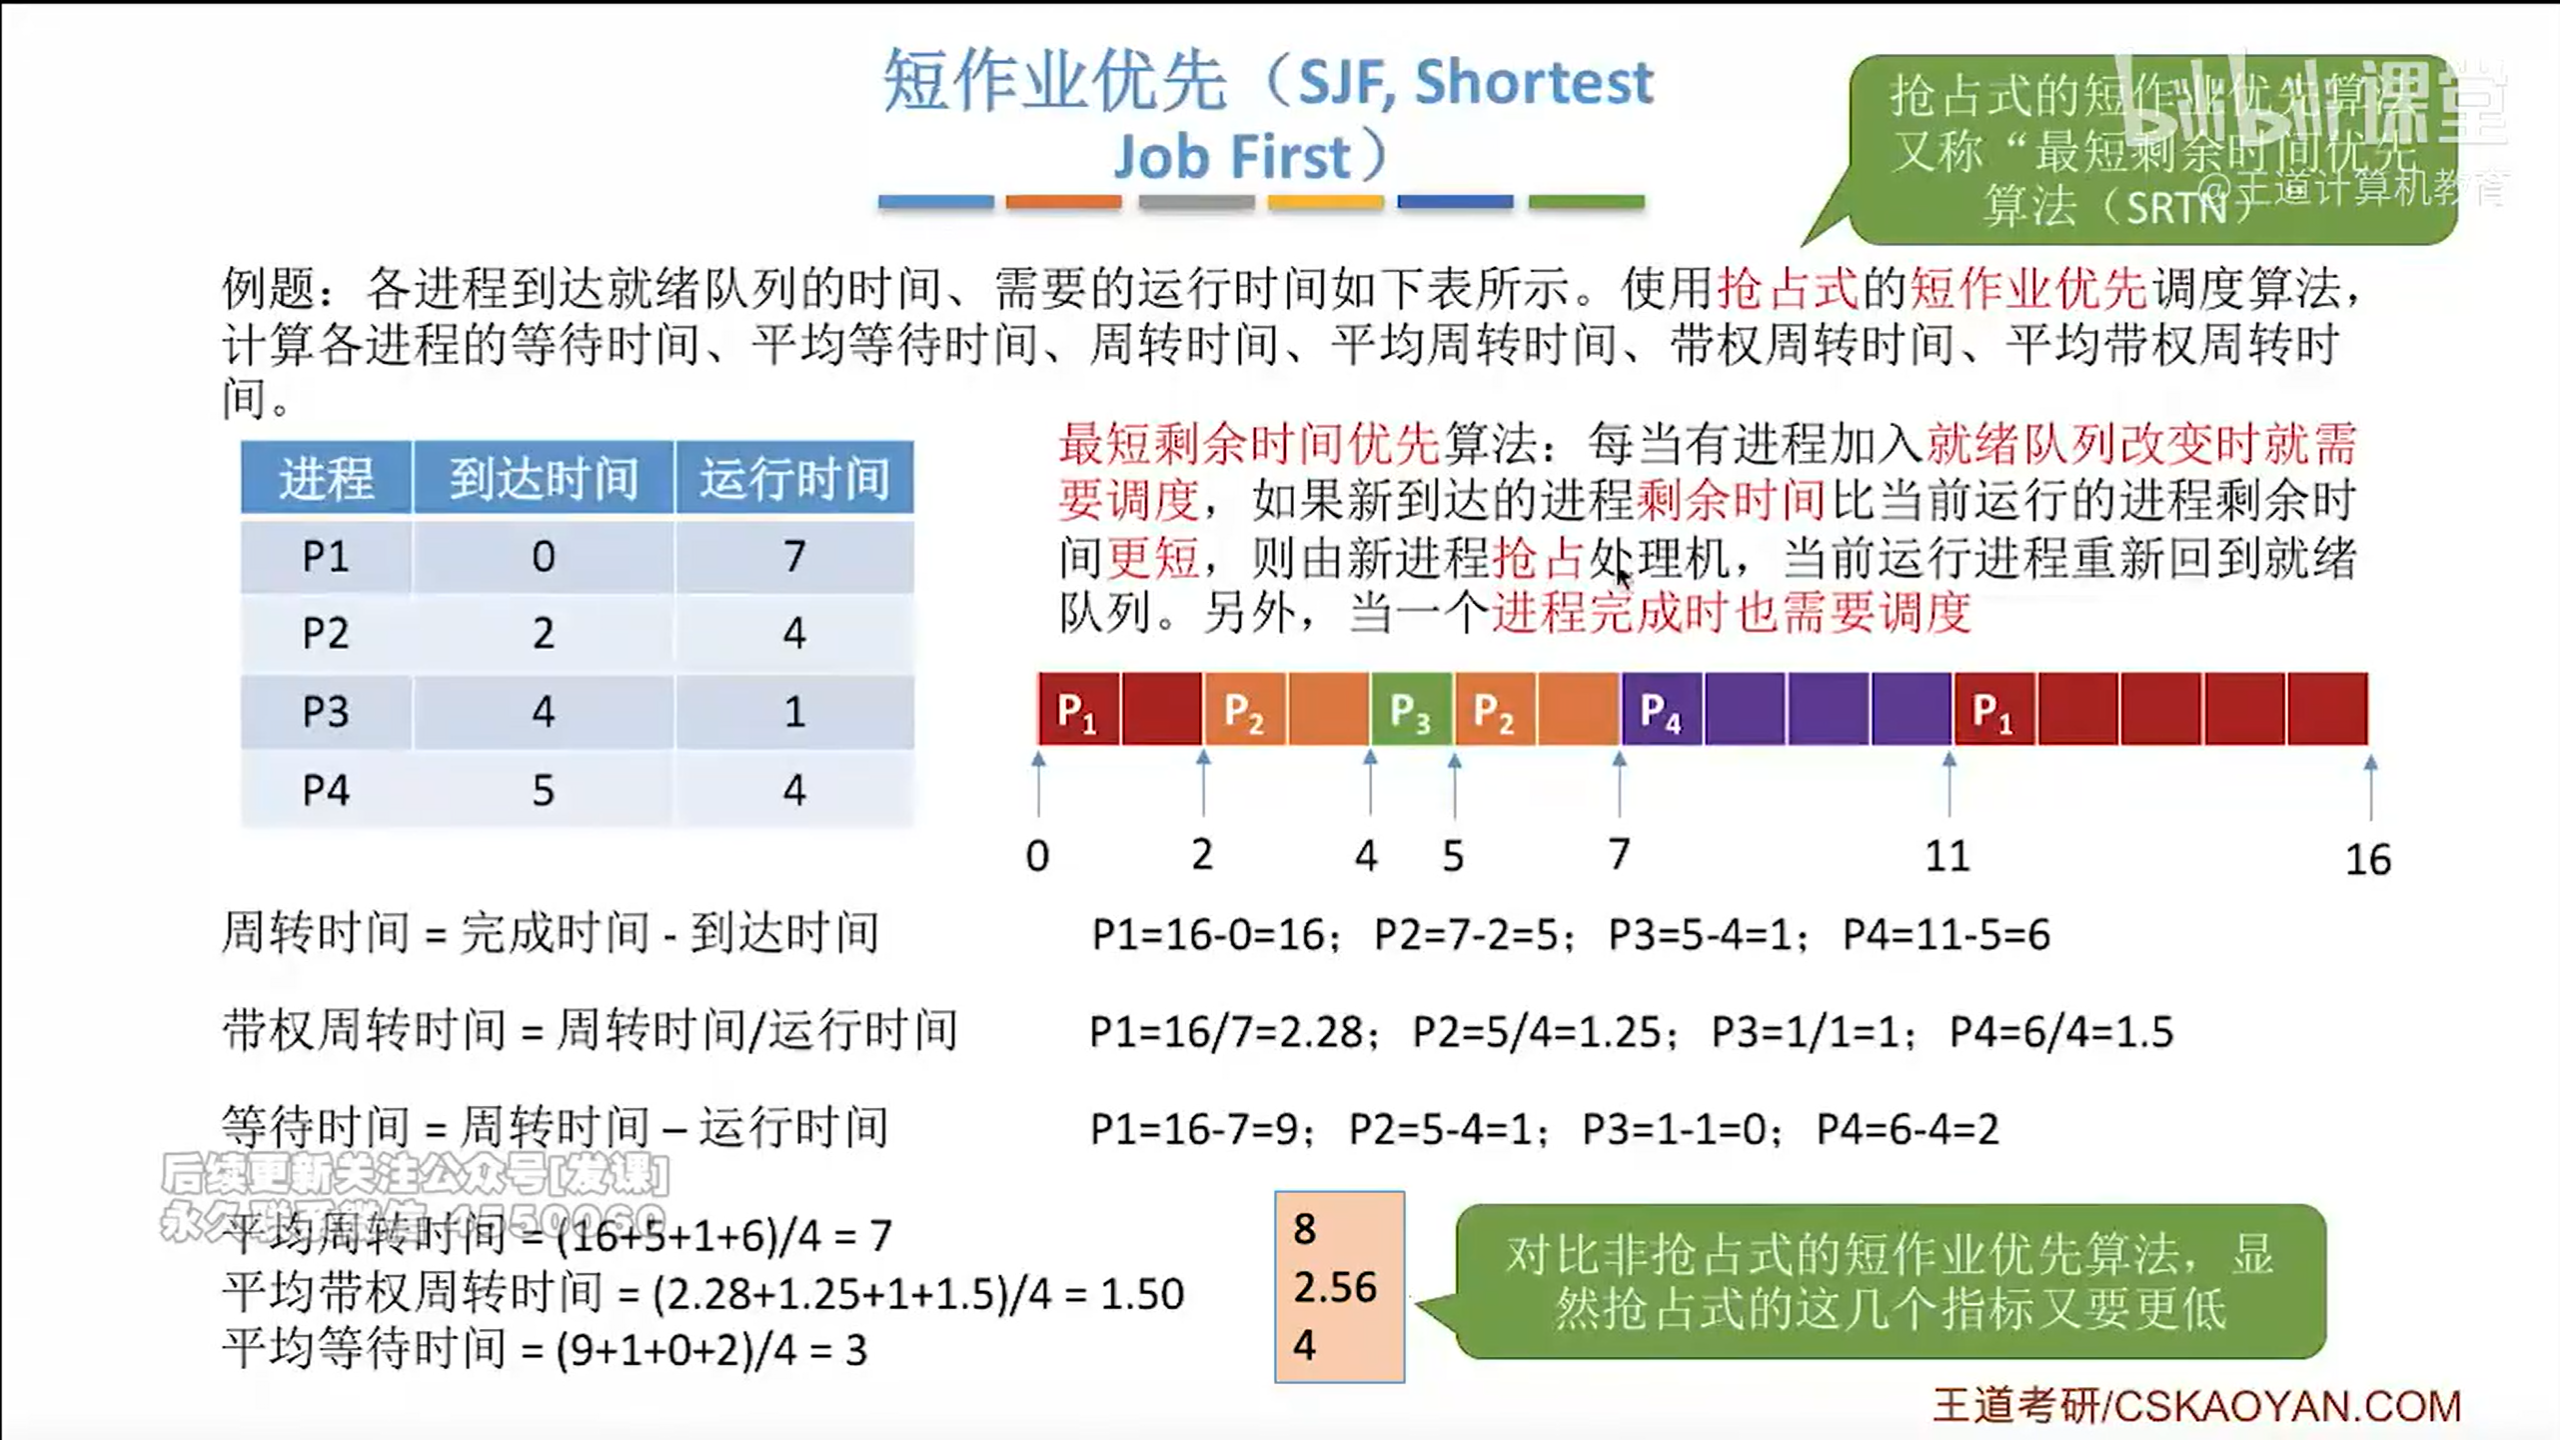 短作业优先（SJF, Shortest
Job First）
抢占式的短作业优先算法
又称“最短剩余时间优先
算法（SRTN）”
课堂
@王道计算机教育
例题：各进程到达就绪队列的时间、需要的运行时间如下表所示。使用抢占式的短作业优先调度算法，
计算各进程的等待时间、平均等待时间、周转时间、平均周转时间、带权周转时间、平均带权周转时
间。
进程 到达时间 运行时间
P1 0 7
P2 2 4
P3 4 1
P4 5 4
最短剩余时间优先算法：每当有进程加入就绪队列改变时就需
要调度，如果新到达的进程剩余时间比当前运行的进程剩余时
间更短，则由新进程抢占处理机，当前运行进程重新回到就绪
队列。另外，当一个进程完成时也需要调度
P₁ P₂ P₃ P₂ P₄ P₁
0 2 4 5 7 11 16
周转时间 = 完成时间 - 到达时间
P1=16-0=16；P2=7-2=5；P3=5-4=1；P4=11-5=6
带权周转时间 = 周转时间/运行时间
P1=16/7=2.28；P2=5/4=1.25；P3=1/1=1；P4=6/4=1.5
等待时间 = 周转时间 – 运行时间
P1=16-7=9；P2=5-4=1；P3=1-1=0；P4=6-4=2
后续更新关注公众号[发课]
平均周转时间 = (16+5+1+6)/4 = 7
平均带权周转时间 = (2.28+1.25+1+1.5)/4 = 1.50
平均等待时间 = (9+1+0+2)/4 = 3
8
2.56
4
对比非抢占式的短作业优先算法，显
然抢占式的这几个指标又要更低
王道考研/CSKAOYAN.COM